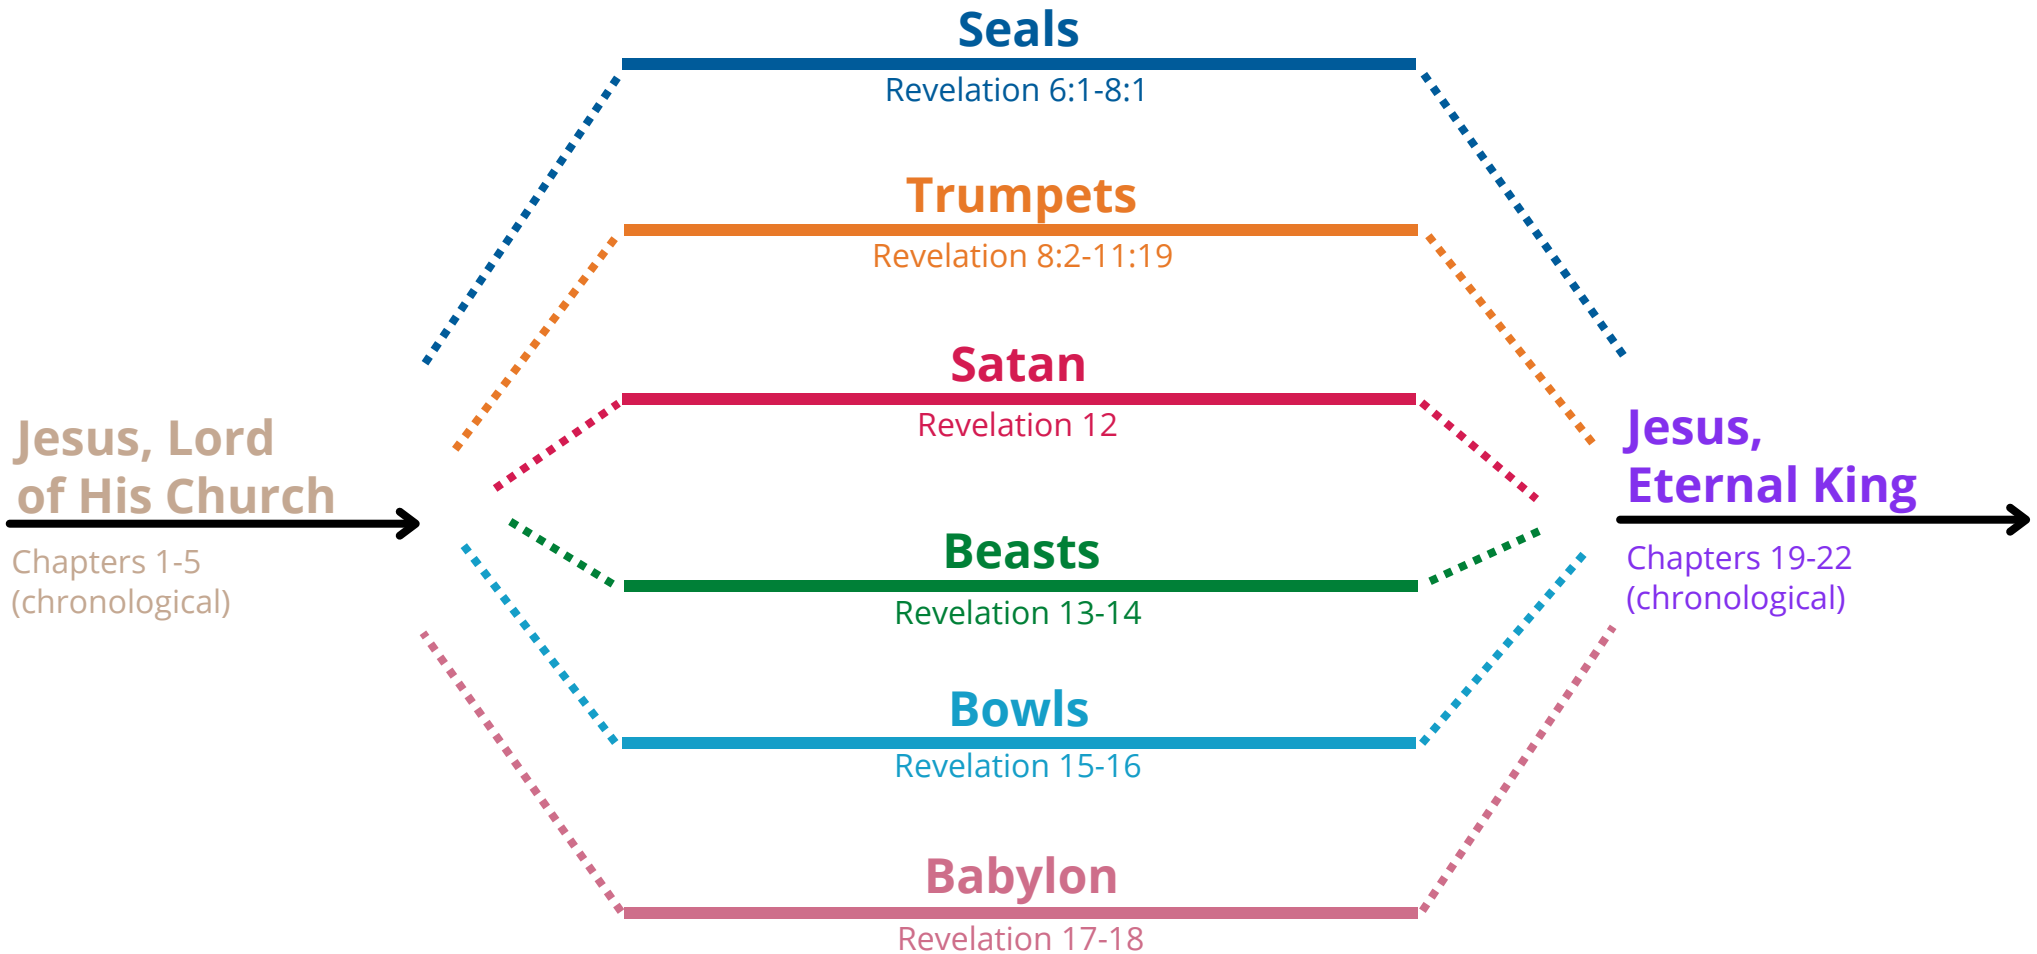 Seals
Revelation 6:1-8:1
Trumpets
Revelation 8:2-11:19
Satan
Revelation 12
Jesus, Lord
of His Church
Chapters 1-5
(chronological)
Jesus,
Eternal King
Chapters 19-22
(chronological)
Beasts
Revelation 13-14
Bowls
Revelation 15-16
Babylon
Revelation 17-18